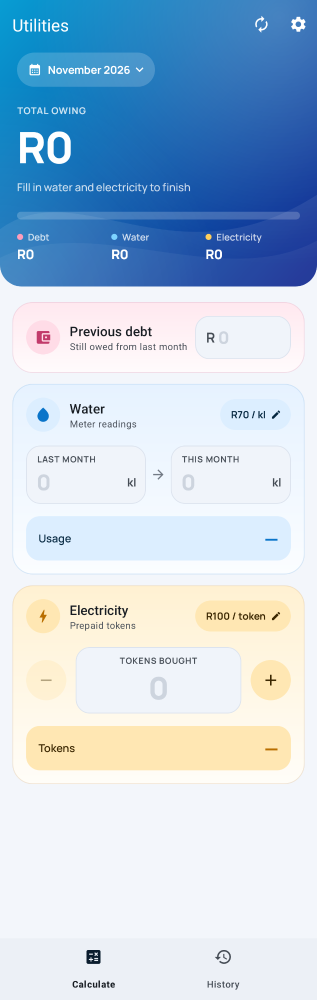 Utilities
November 2026
TOTAL OWING
R0
Fill in water and electricity to finish
Debt Water Electricity
R0 R0 R0
Previous debt
Still owed from last month
R 0
Water
Meter readings
R70 / kl
LAST MONTH THIS MONTH
0 kl → 0 kl
Usage —
Electricity
Prepaid tokens
R100 / token
TOKENS BOUGHT
− 0 +
Tokens —
Calculate History